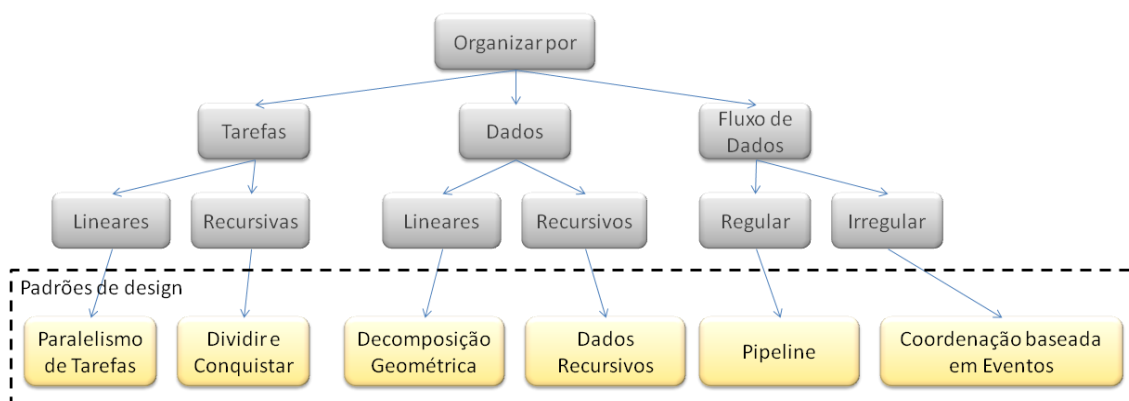 Organizar por
Tarefas
Dados
Fluxo de
Dados
Lineares
Recursivas
Lineares
Recursivos
Regular
Irregular
Padrões de design
Paralelismo
de Tarefas
Dividir e
Conquistar
Decomposição
Geométrica
Dados
Recursivos
Pipeline
Coordenação baseada
em Eventos